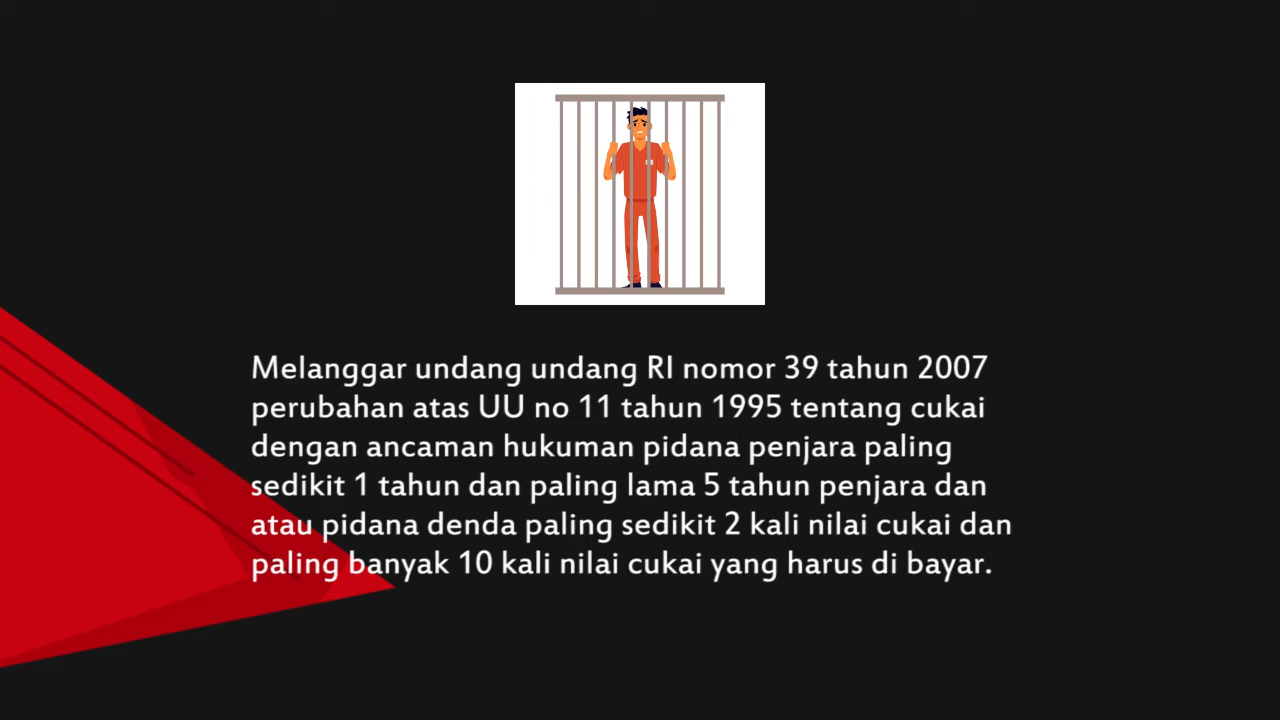 Melanggar undang undang RI nomor 39 tahun 2007
perubahan atas UU no 11 tahun 1995 tentang cukai
dengan ancaman hukuman pidana penjara paling
sedikit 1 tahun dan paling lama 5 tahun penjara dan
atau pidana denda paling sedikit 2 kali nilai cukai dan
paling banyak 10 kali nilai cukai yang harus di bayar.